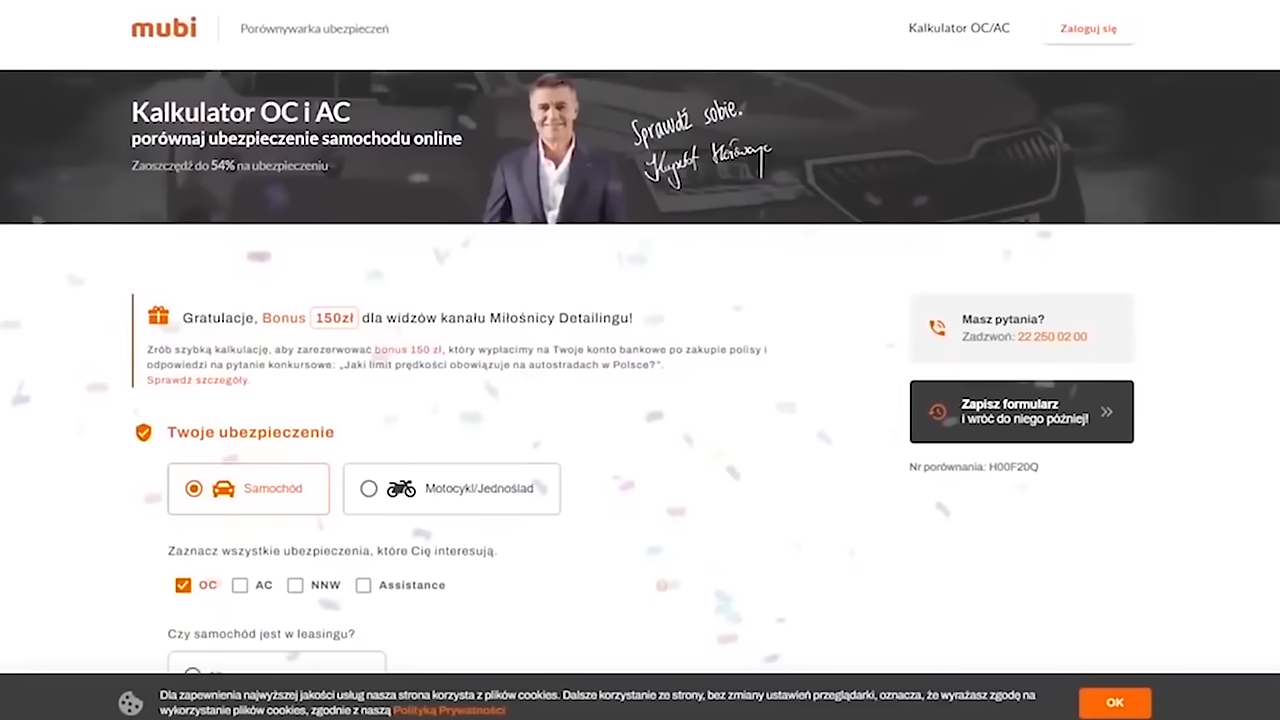 mubi
Porównywarka ubezpieczeń
Kalkulator OC/AC
Zaloguj się
Kalkulator OC i AC
porównaj ubezpieczenie samochodu online
Zaoszczędź do 54% na ubezpieczeniu
Sprawdź sobie.
Gratulacje, Bonus 150zł dla widzów kanału Miłośnicy Detailingu!
Zrób szybką kalkulację, aby zarezerwować bonus 150 zł, który wypłacimy na Twoje konto bankowe po zakupie polisy i
odpowiedzi na pytanie konkursowe: „Jaki limit prędkości obowiązuje na autostradach w Polsce?".
Sprawdź szczegóły.
Masz pytania?
Zadzwoń: 22 250 02 00
Zapisz formularz
i wróć do niego później!
Nr porównania: H00F20Q
Twoje ubezpieczenie
Samochód
Motocykl/Jednoślad
Zaznacz wszystkie ubezpieczenia, które Cię interesują.
OC AC NNW Assistance
Czy samochód jest w leasingu?
Dla zapewnienia najwyższej jakości usług nasza strona korzysta z plików cookies. Dalsze korzystanie ze strony, bez zmiany ustawień przeglądarki, oznacza, że wyrażasz zgodę na
wykorzystanie plików cookies, zgodnie z naszą Polityką Prywatności
OK